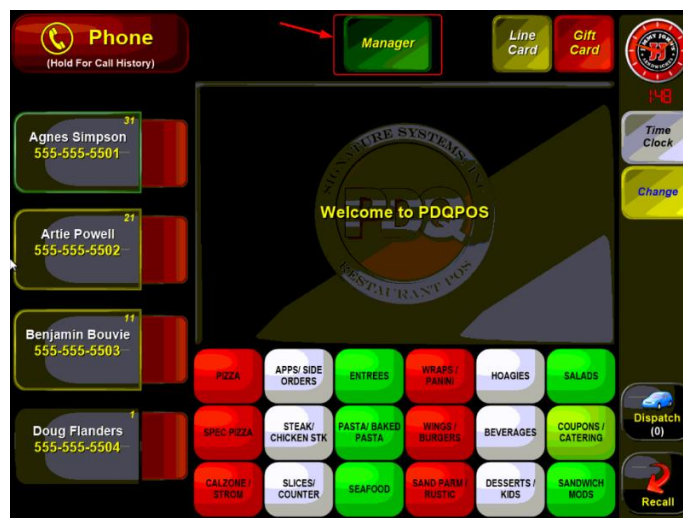 Phone
(Hold For Call History)
Manager
Line
Card
Gift
Card
1:48
Time
Clock
Change
31
Agnes Simpson
555-555-5501
21
Artie Powell
555-555-5502
11
Benjamin Bouvie
555-555-5503
1
Doug Flanders
555-555-5504
SIGNATURE SYSTEMS, INC.
PDQ
Welcome to PDQPOS
RESTAURANT POS
PIZZA
APPS/ SIDE
ORDERS
ENTREES
WRAPS /
PANINI
HOAGIES
SALADS
SPEC PIZZA
STEAK/
CHICKEN STK
PASTA/ BAKED
PASTA
WINGS /
BURGERS
BEVERAGES
COUPONS /
CATERING
CALZONE /
STROM
SLICES/
COUNTER
SEAFOOD
SAND PARM /
RUSTIC
DESSERTS /
KIDS
SANDWICH
MODS
Dispatch
(0)
Recall